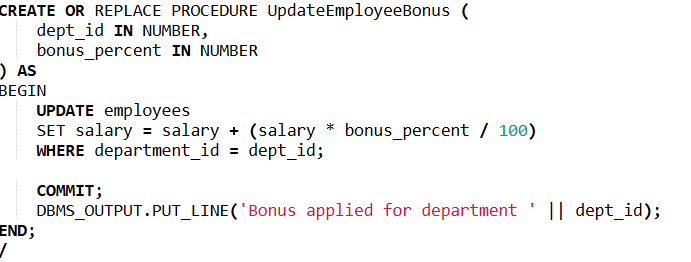 CREATE OR REPLACE PROCEDURE UpdateEmployeeBonus (
    dept_id IN NUMBER,
    bonus_percent IN NUMBER
) AS
BEGIN
    UPDATE employees
    SET salary = salary + (salary * bonus_percent / 100)
    WHERE department_id = dept_id;

    COMMIT;
    DBMS_OUTPUT.PUT_LINE('Bonus applied for department ' || dept_id);
END;
/